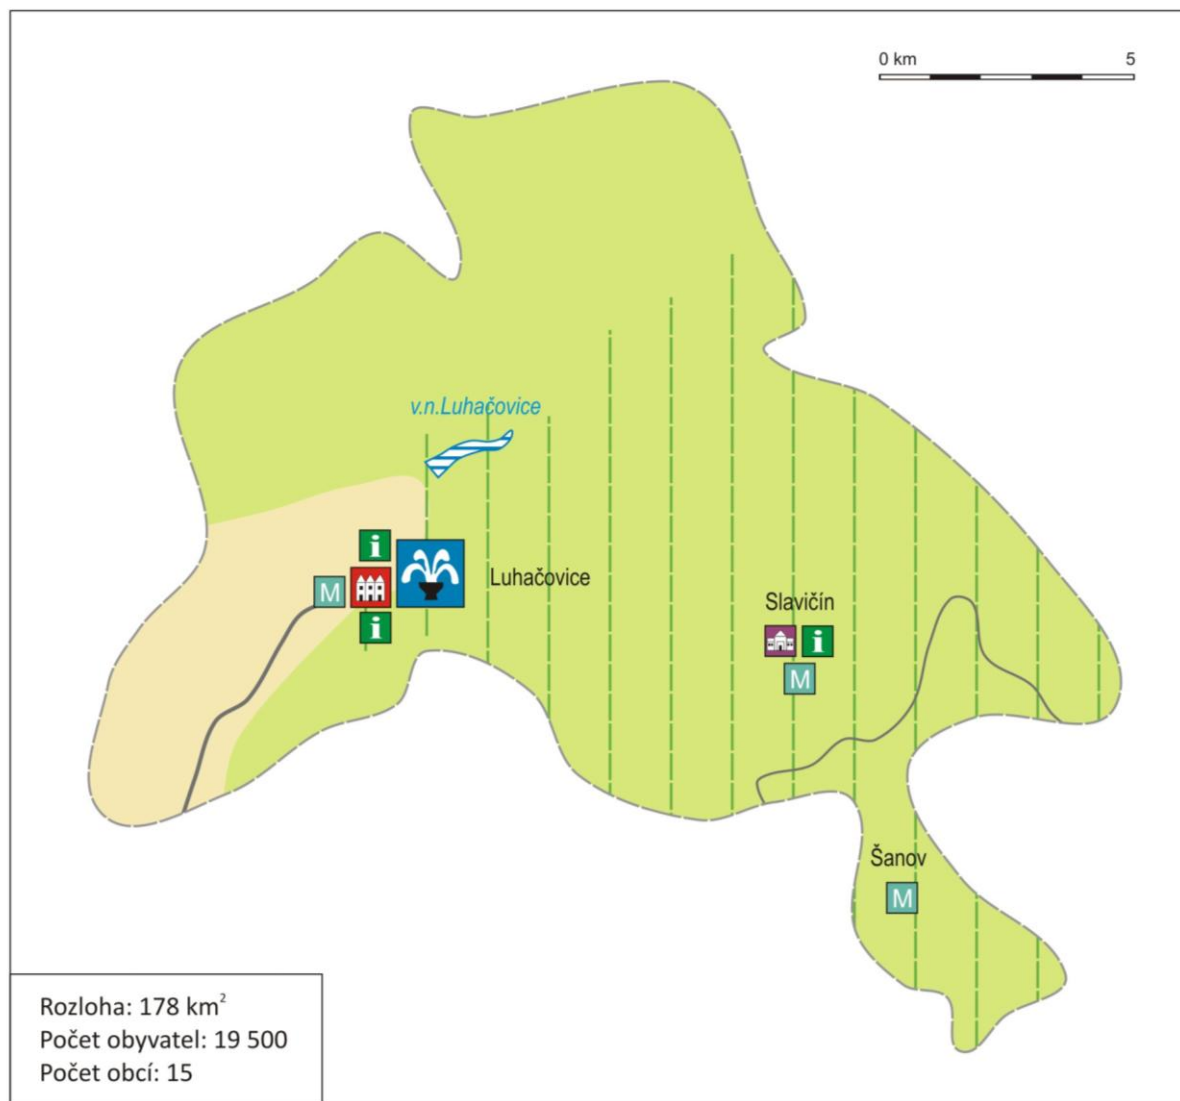 0 km 5
v.n.Luhačovice
i
Luhačovice
M
i
Slavičín
i
M
Šanov
M
Rozloha: 178 km²
Počet obyvatel: 19 500
Počet obcí: 15